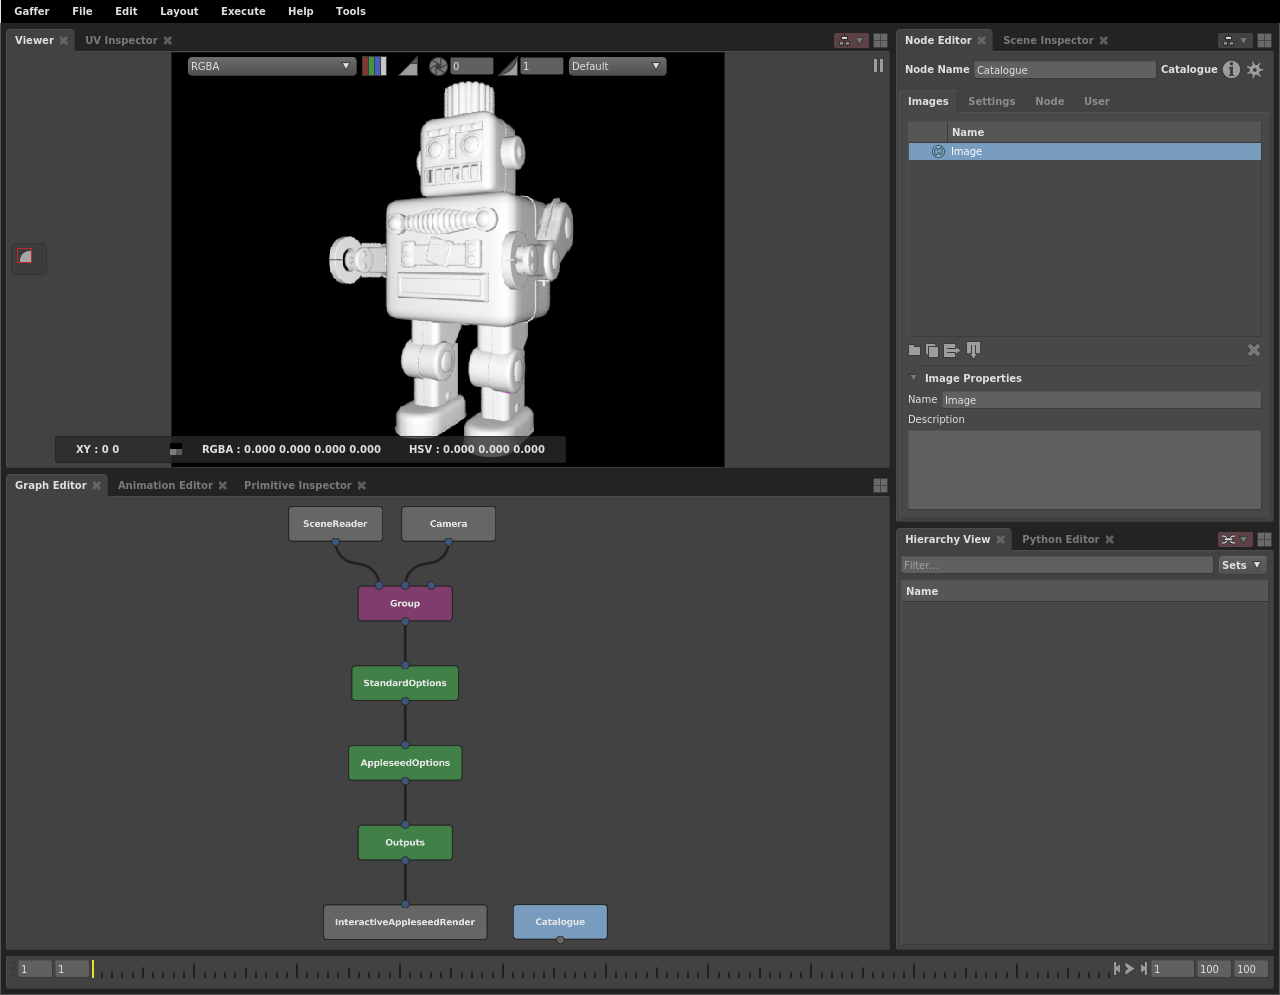 Gaffer File Edit Layout Execute Help Tools
Viewer UV Inspector
RGBA 0 1 Default
XY : 0 0 RGBA : 0.000 0.000 0.000 0.000 HSV : 0.000 0.000 0.000
Graph Editor Animation Editor Primitive Inspector
SceneReader Camera
Group
StandardOptions
AppleseedOptions
Outputs
InteractiveAppleseedRender Catalogue
Node Editor Scene Inspector
Node Name Catalogue Catalogue
Images Settings Node User
Name
Image
Image Properties
Name Image
Description
Hierarchy View Python Editor
Filter... Sets
Name
1 1 1 100 100